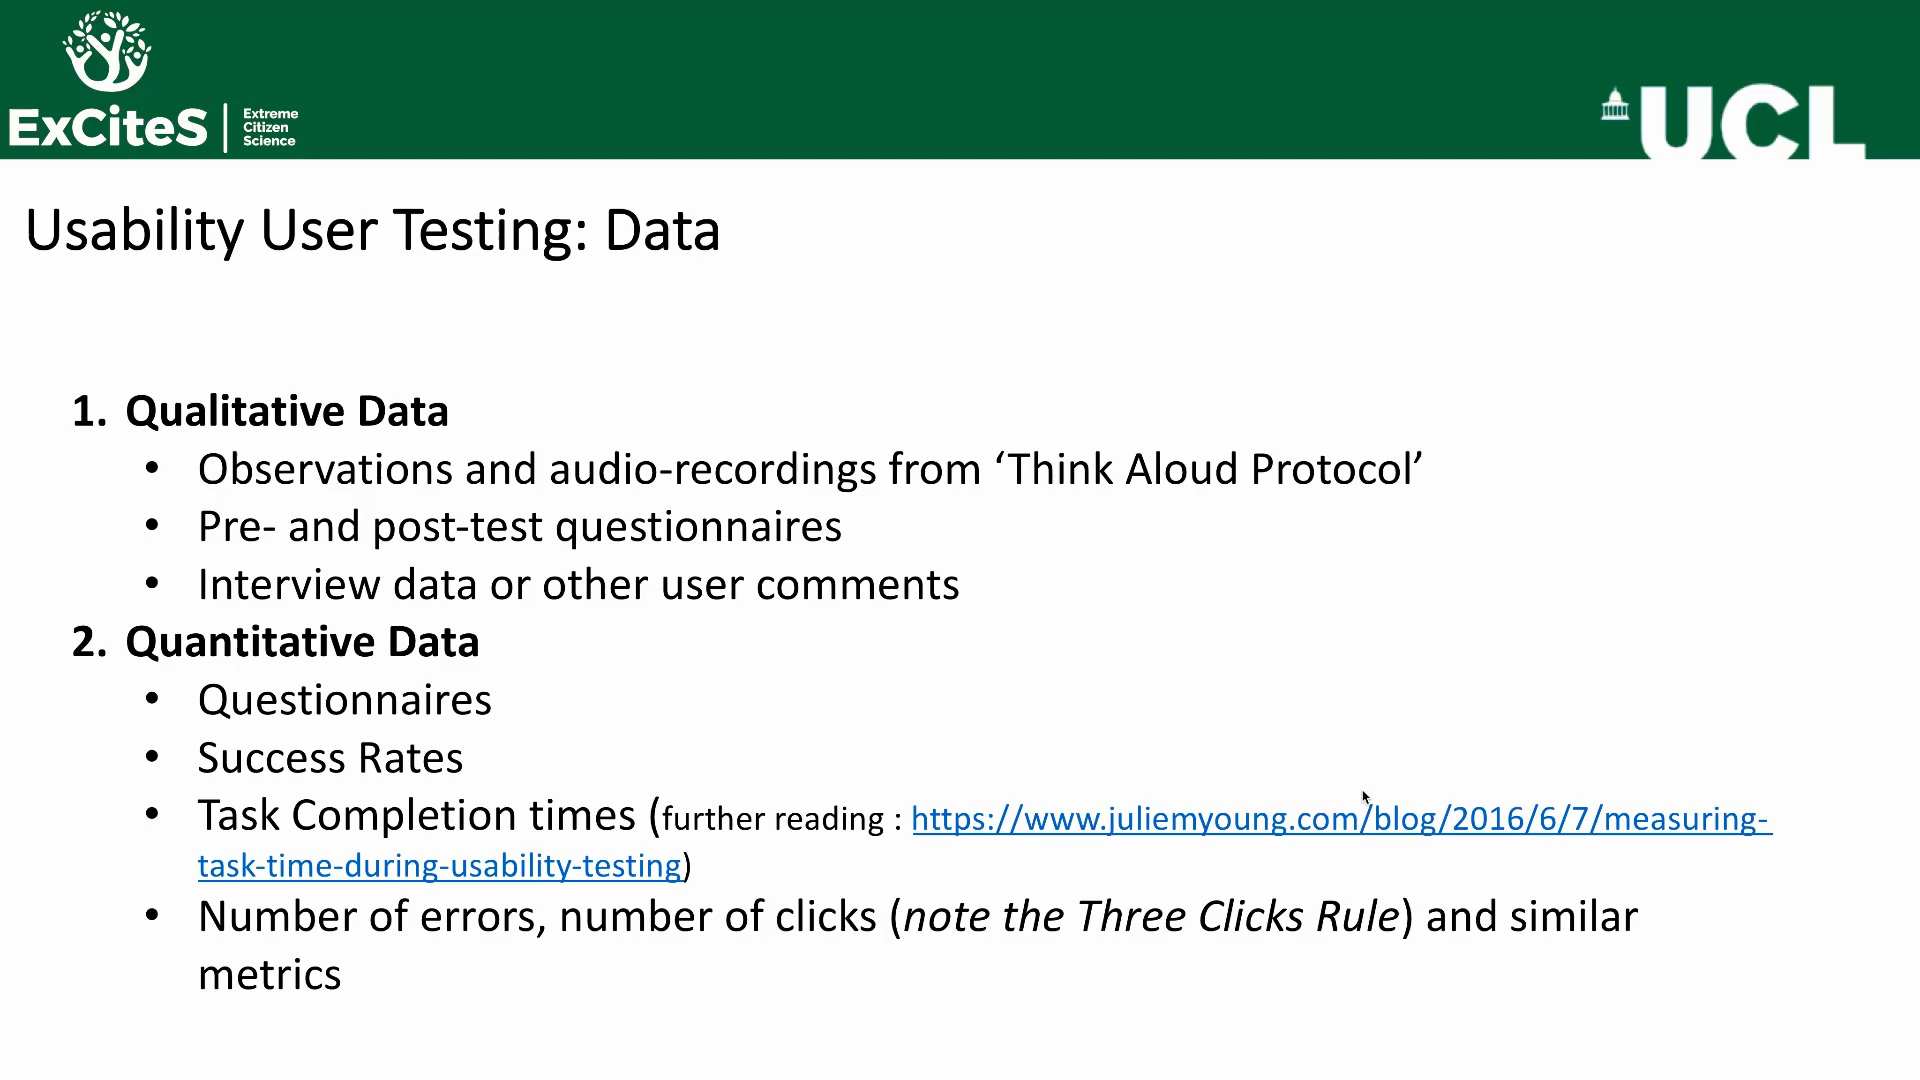 ExCiteS
Extreme
Citizen
Science
UCL
Usability User Testing: Data
1. Qualitative Data
• Observations and audio-recordings from ‘Think Aloud Protocol’
• Pre- and post-test questionnaires
• Interview data or other user comments
2. Quantitative Data
• Questionnaires
• Success Rates
• Task Completion times (further reading : https://www.juliemyoung.com/blog/2016/6/7/measuring-
task-time-during-usability-testing)
• Number of errors, number of clicks (note the Three Clicks Rule) and similar
metrics